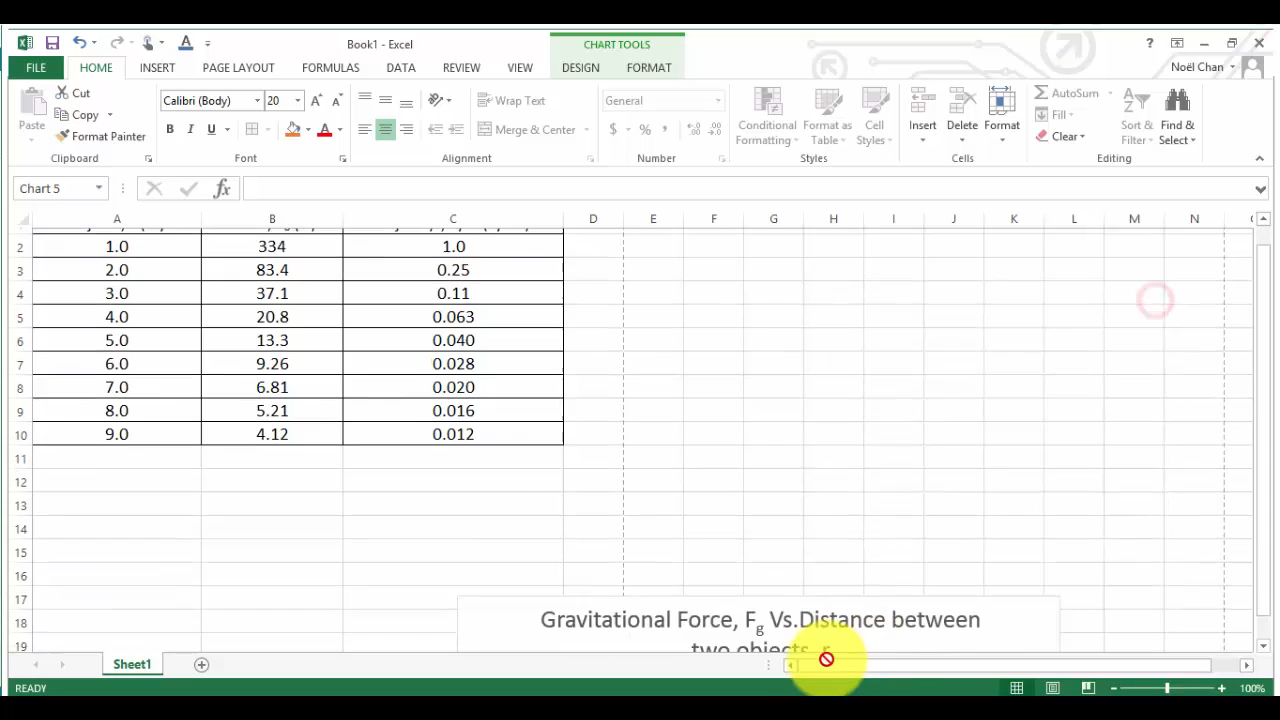 Book1 - Excel
CHART TOOLS
?
FILE HOME INSERT PAGE LAYOUT FORMULAS DATA REVIEW VIEW DESIGN FORMAT Noël Chan
Paste
Cut
Copy
Format Painter
Clipboard
Calibri (Body) 20
B I U
Font
Wrap Text
Merge & Center
Alignment
General
$ % ,
Number
Conditional Formatting
Format as Table
Cell Styles
Styles
Insert
Delete
Format
Cells
AutoSum
Fill
Clear
Sort & Filter
Find & Select
Editing
Chart 5
fx
A B C D E F G H I J K L M N
2 1.0 334 1.0
3 2.0 83.4 0.25
4 3.0 37.1 0.11
5 4.0 20.8 0.063
6 5.0 13.3 0.040
7 6.0 9.26 0.028
8 7.0 6.81 0.020
9 8.0 5.21 0.016
10 9.0 4.12 0.012
11
12
13
14
15
16
17
18
19
Gravitational Force, Fg Vs.Distance between
two objects, r
Sheet1
READY
100%